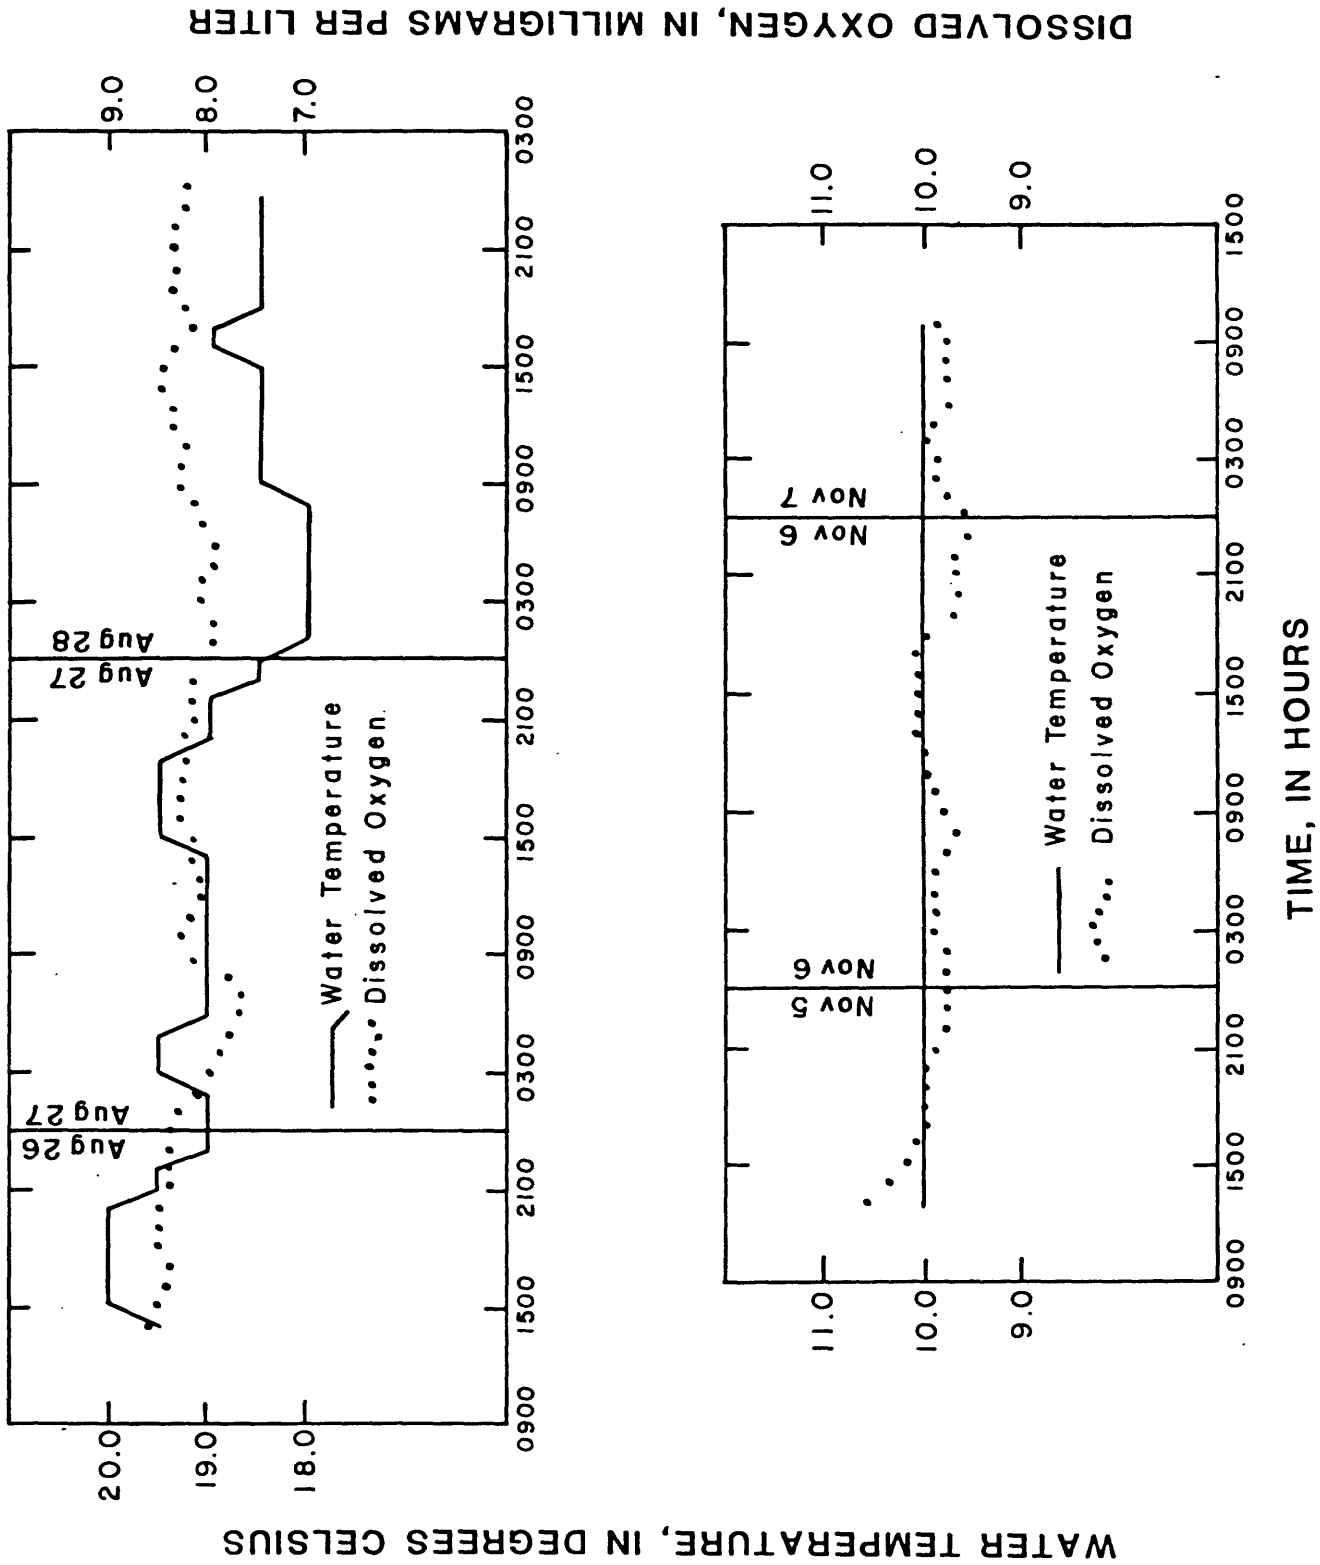 WATER TEMPERATURE, IN DEGREES CELSIUS
20.0
19.0
18.0
Aug 26
Aug 27
Aug 27
Aug 28
Water Temperature
Dissolved Oxygen.
9.0
8.0
7.0
0900 1500 2100 0300 0900 1500 2100 0300 0900 1500 2100 0300
11.0
10.0
9.0
Nov 5
Nov 6
Nov 6
Nov 7
Water Temperature
Dissolved Oxygen
11.0
10.0
9.0
0900 1500 2100 0300 0900 1500 2100 0300 0900 1500
TIME, IN HOURS
DISSOLVED OXYGEN, IN MILLIGRAMS PER LITER